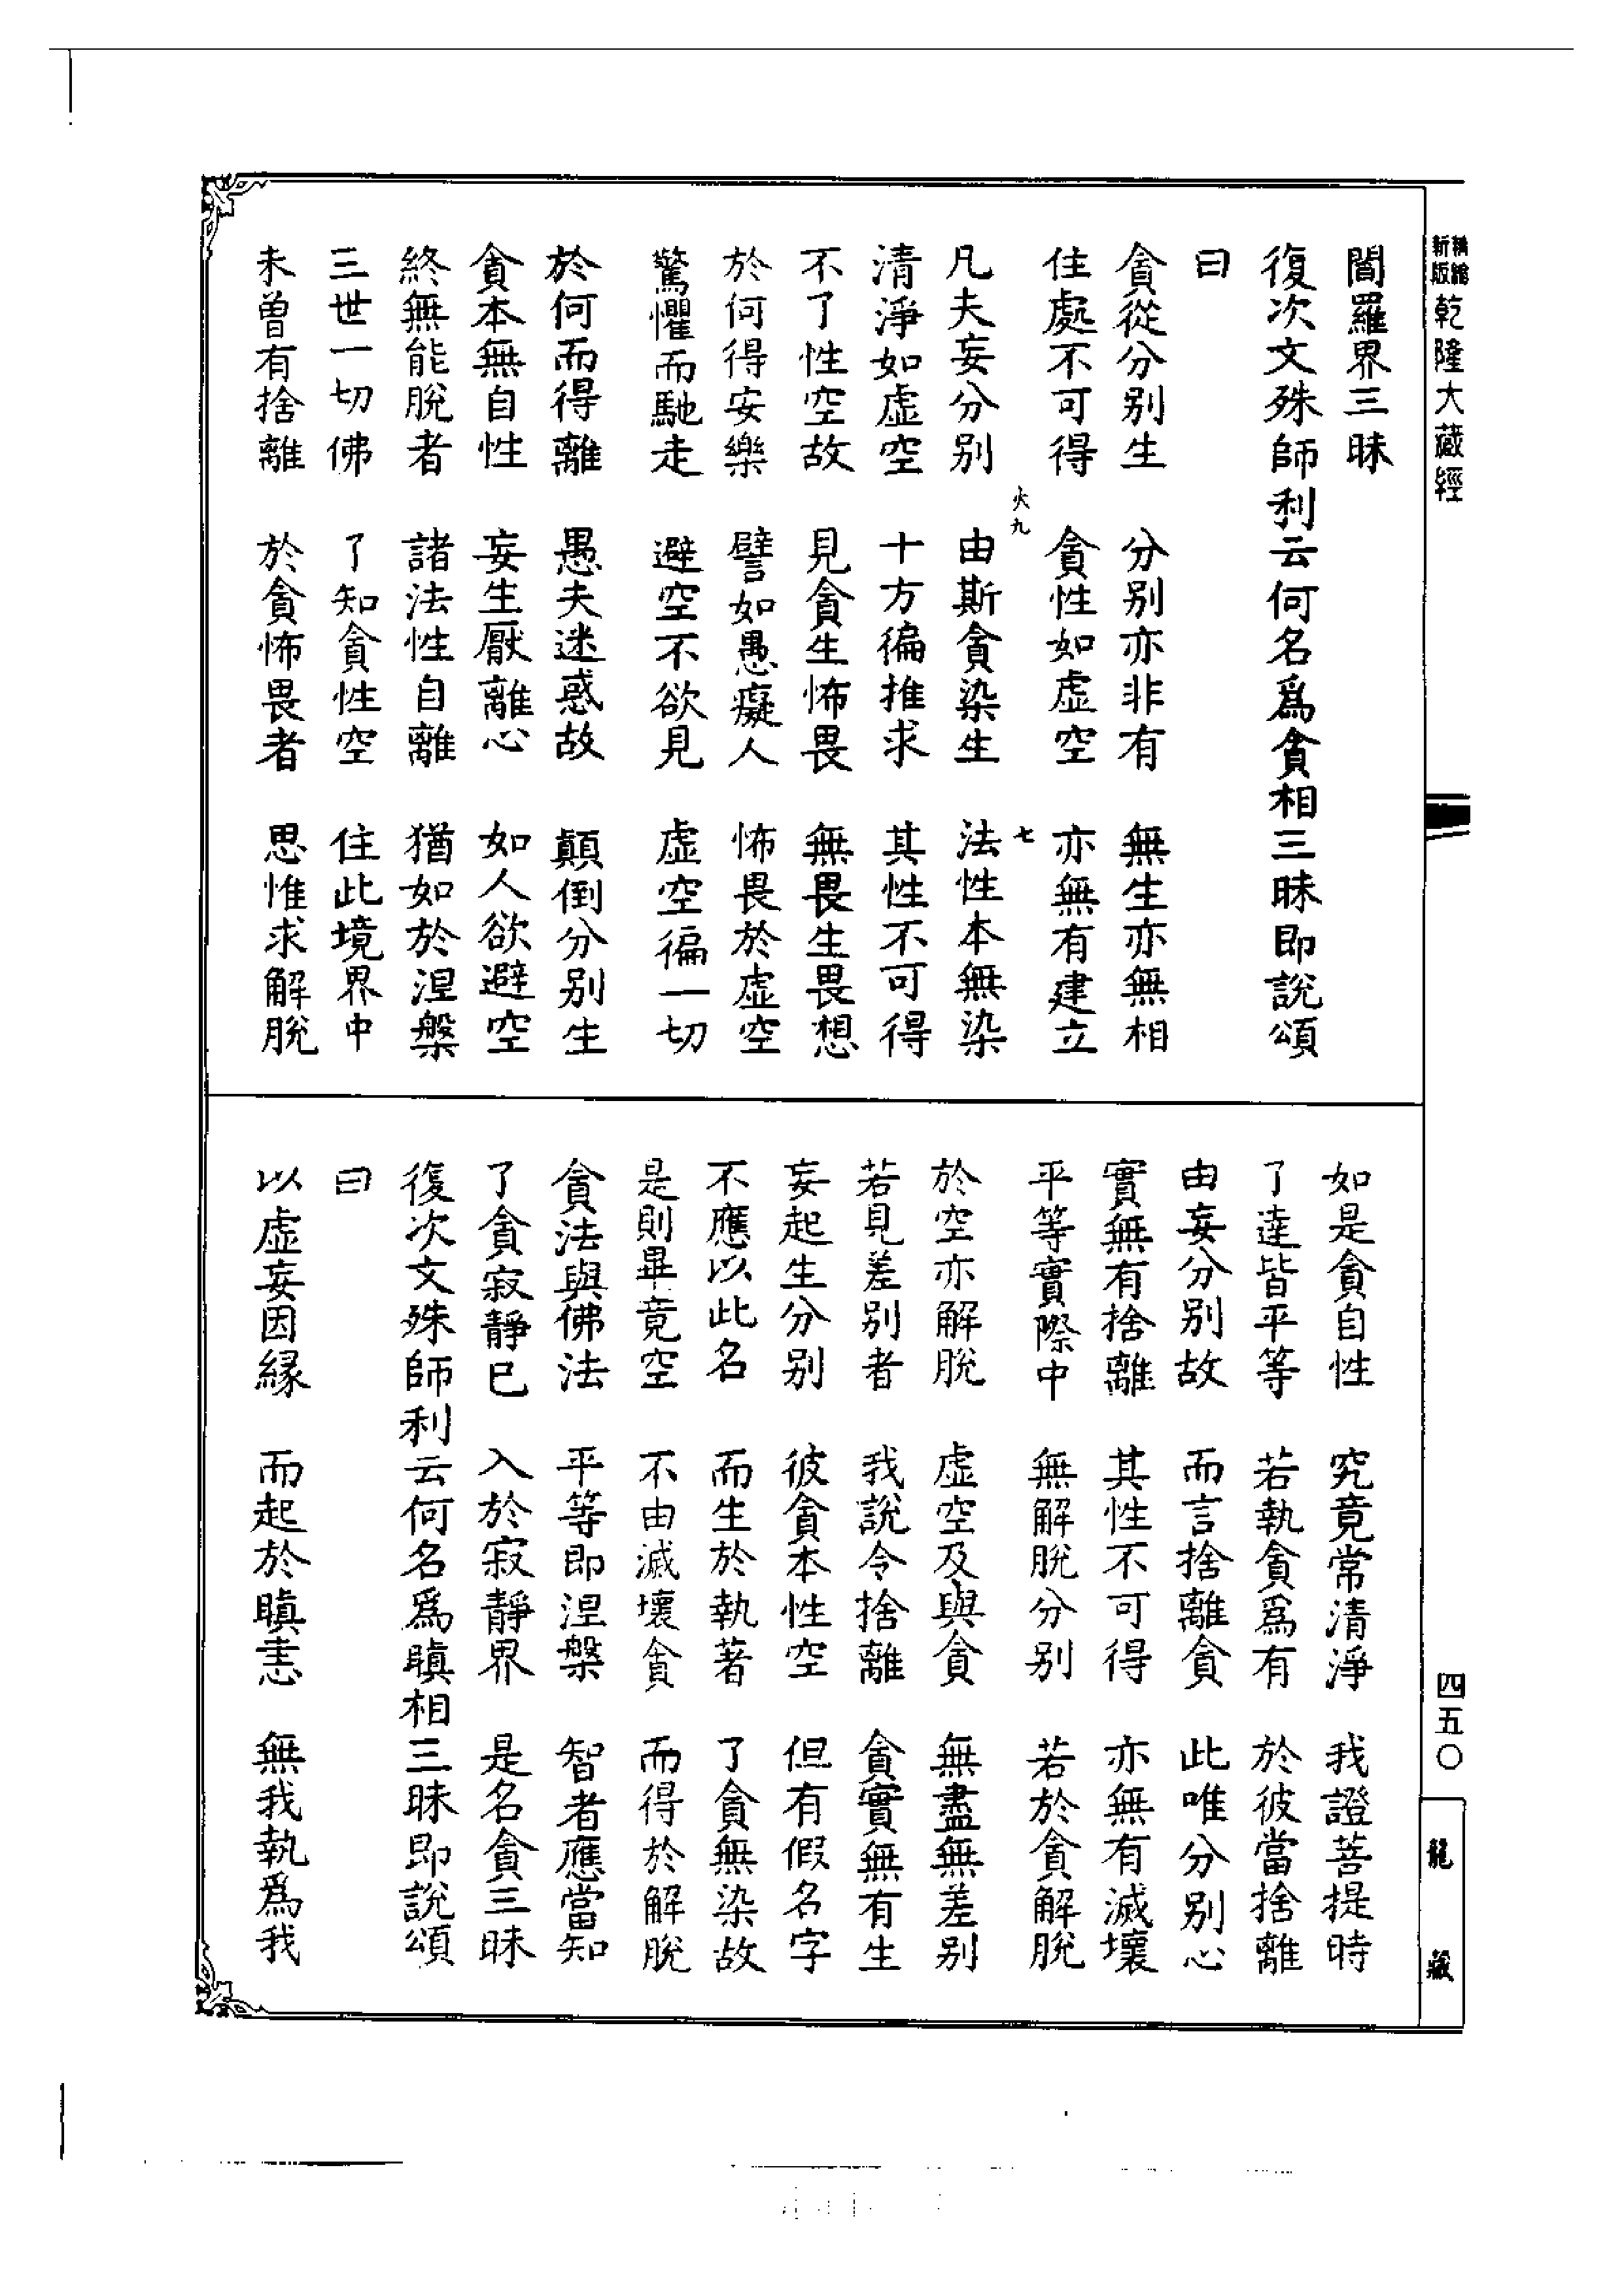 精縮新版乾隆大藏經
閻羅界三昧
復次文殊師利云何名爲貪相三昧即說頌
曰
貪從分別生　分別亦非有　無生亦無相
住處不可得　貪性如虛空　亦無有建立
火九　七
凡夫妄分別　由斯貪染生　法性本無染
清淨如虛空　十方徧推求　其性不可得
不了性空故　見貪生怖畏　無畏生畏想
於何得安樂　譬如愚癡人　怖畏於虛空
驚懼而馳走　避空不欲見　虛空徧一切
於何而得離　愚夫迷惑故　顛倒分別生
貪本無自性　妄生厭離心　如人欲避空
終無能脫者　諸法性自離　猶如於涅槃
三世一切佛　了知貪性空　住此境界中
未曾有捨離　於貪怖畏者　思惟求解脫
如是貪自性　究竟常清淨　我證菩提時
了達皆平等　若執貪爲有　於彼當捨離
由妄分別故　而言捨離貪　此唯分別心
實無有捨離　其性不可得　亦無有滅壞
平等實際中　無解脫分別　若於貪解脫
於空亦解脫　虛空及與貪　無盡無差別
若見差別者　我說令捨離　貪實無有生
妄起生分別　彼貪本性空　但有假名字
不應以此名　而生於執著　了貪無染故
是則畢竟空　不由滅壞貪　而得於解脫
貪法與佛法　平等即涅槃　智者應當知
了貪寂靜已　入於寂靜界　是名貪三昧
復次文殊師利云何名爲瞋相三昧即說頌
曰
以虛妄因緣　而起於瞋恚　無我執爲我
四五〇
龍藏